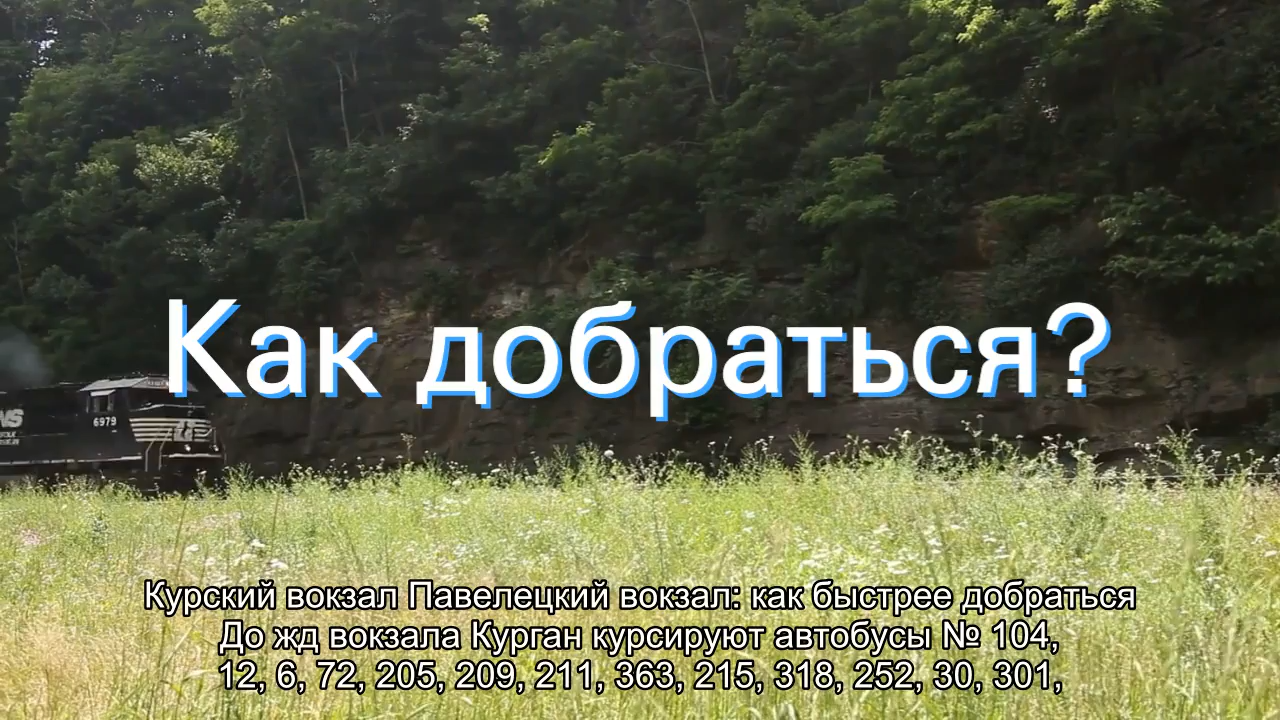 Как добраться?
NS
6979
Курский вокзал Павелецкий вокзал: как быстрее добраться
До жд вокзала Курган курсируют автобусы № 104,
12, 6, 72, 205, 209, 211, 363, 215, 318, 252, 30, 301,